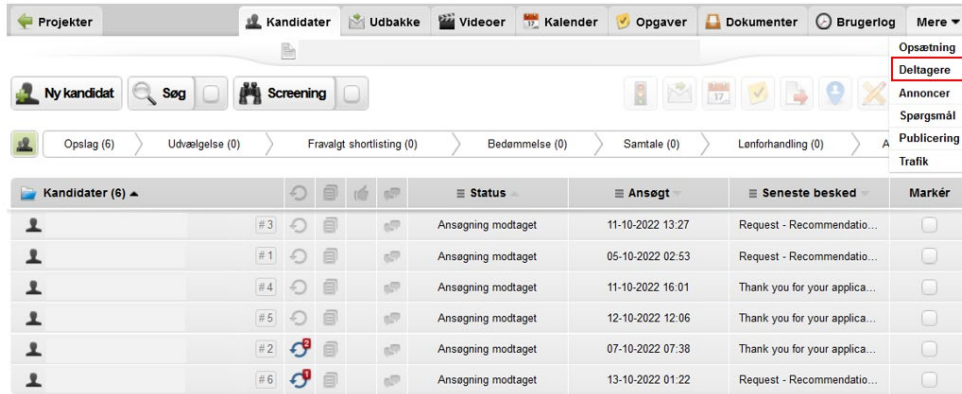 Projekter Kandidater Udbakke Videoer Kalender Opgaver Dokumenter Brugerlog Mere
Opsætning
Deltagere
Annoncer
Spørgsmål
Publicering
Trafik
Ny kandidat Søg Screening
Opslag (6) Udvælgelse (0) Fravalgt shortlisting (0) Bedømmelse (0) Samtale (0) Lønforhandling (0) A
Kandidater (6) Status Ansøgt Seneste besked Markér
#3 Ansøgning modtaget 11-10-2022 13:27 Request - Recommendatio...
#1 Ansøgning modtaget 05-10-2022 02:53 Request - Recommendatio...
#4 Ansøgning modtaget 11-10-2022 16:01 Thank you for your applica...
#5 Ansøgning modtaget 12-10-2022 12:06 Thank you for your applica...
#2 2 Ansøgning modtaget 07-10-2022 07:38 Thank you for your applica...
#6 1 Ansøgning modtaget 13-10-2022 01:22 Request - Recommendatio...